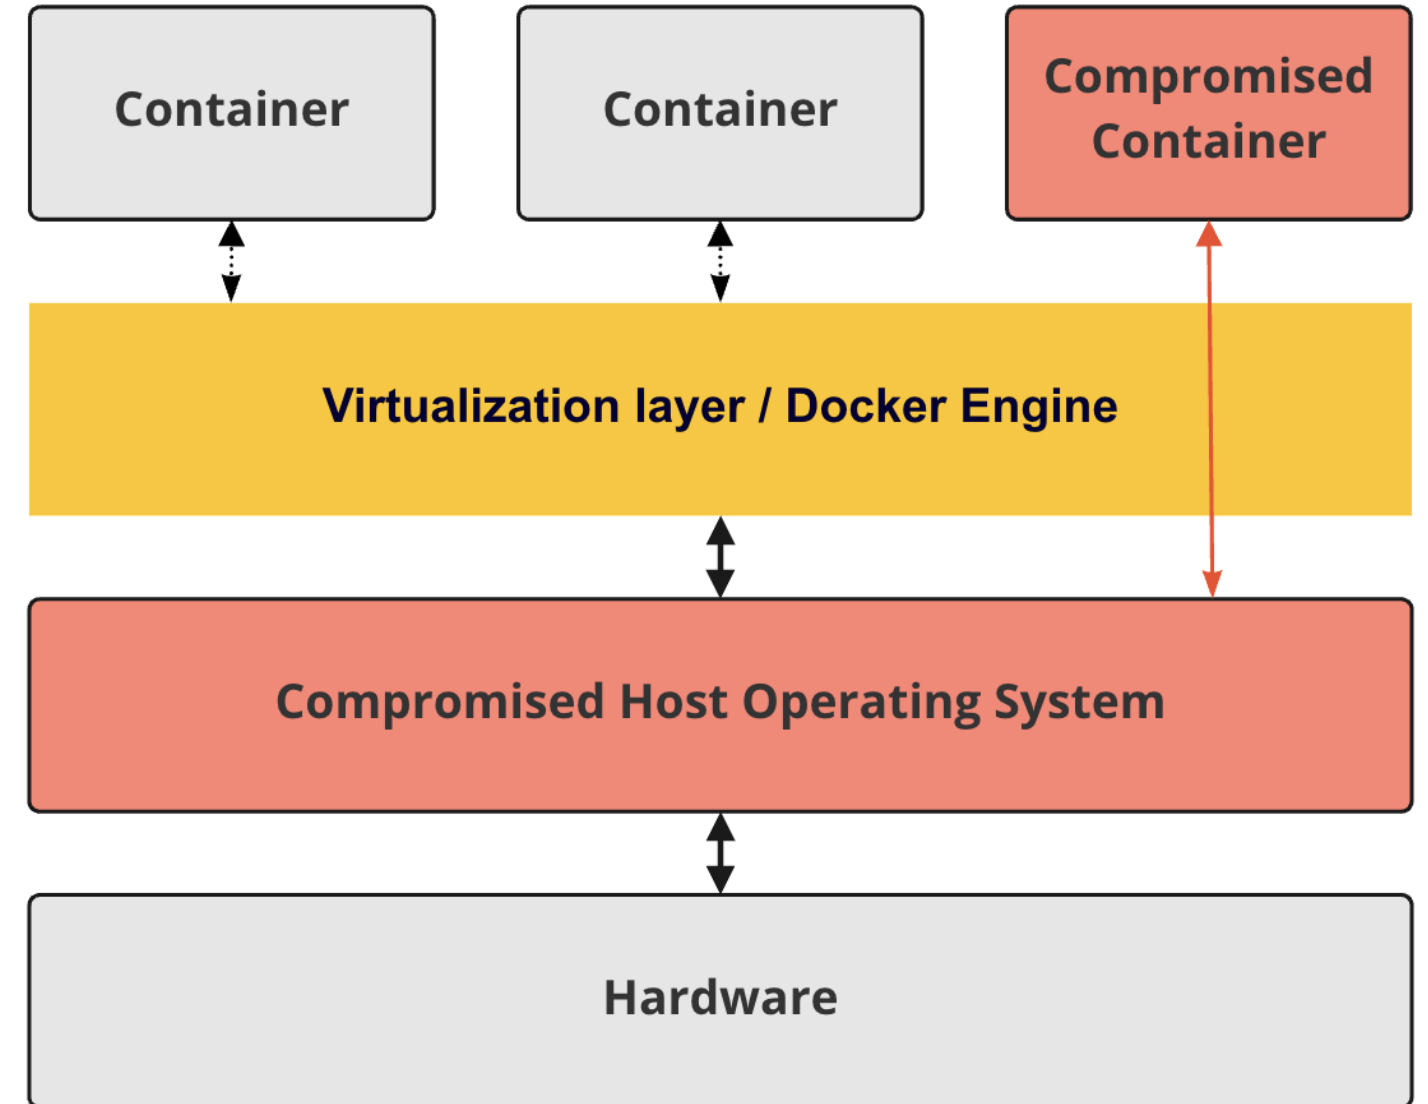 Container
Container
Compromised
Container
Virtualization layer / Docker Engine
Compromised Host Operating System
Hardware